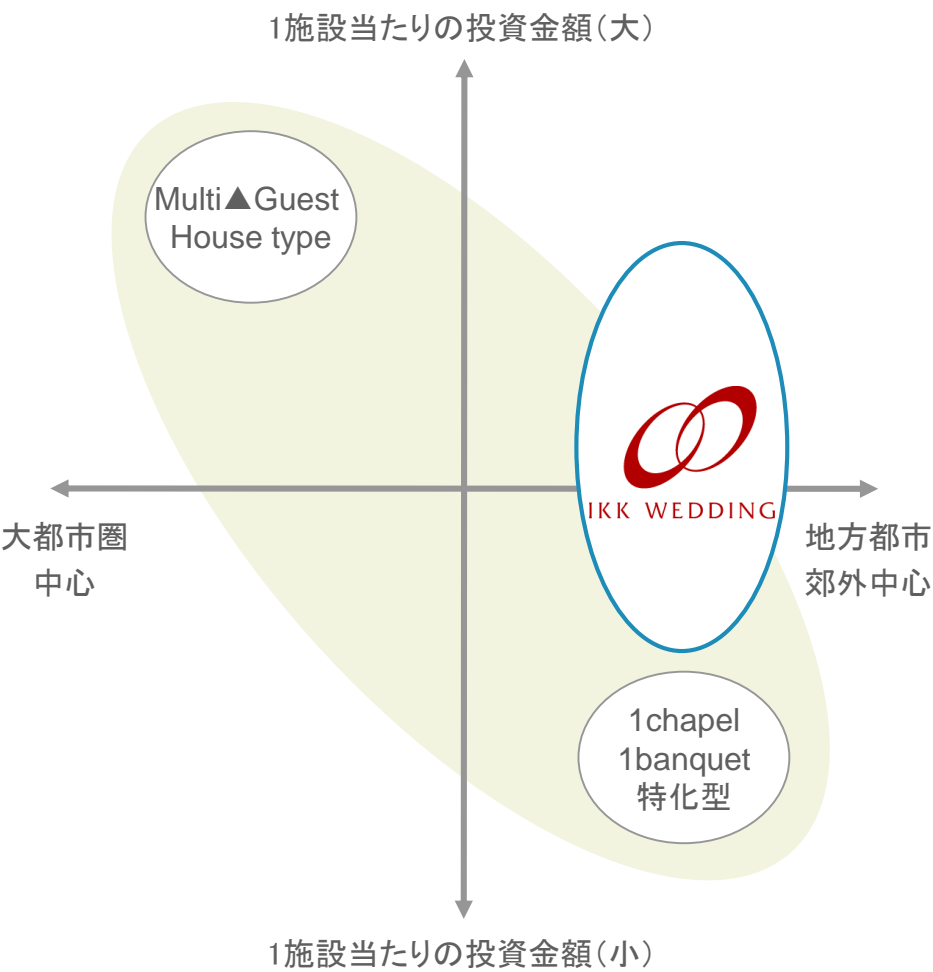 1施設当たりの投資金額（大）
Multi▲Guest
House type
IKK WEDDING
大都市圏
中心
地方都市
郊外中心
1chapel
1banquet
特化型
1施設当たりの投資金額（小）